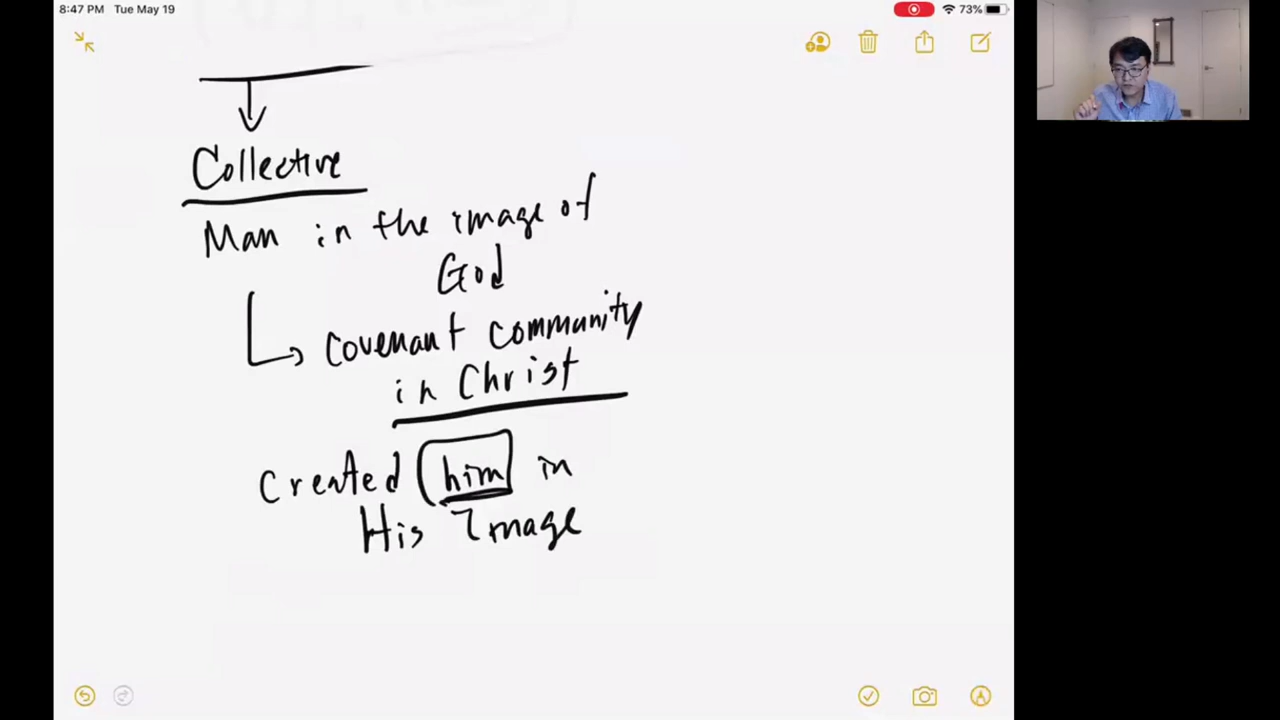 8:47 PM Tue May 19
73%
Collective
Man in the image of
God
covenant community
in Christ
Created him in
His Image